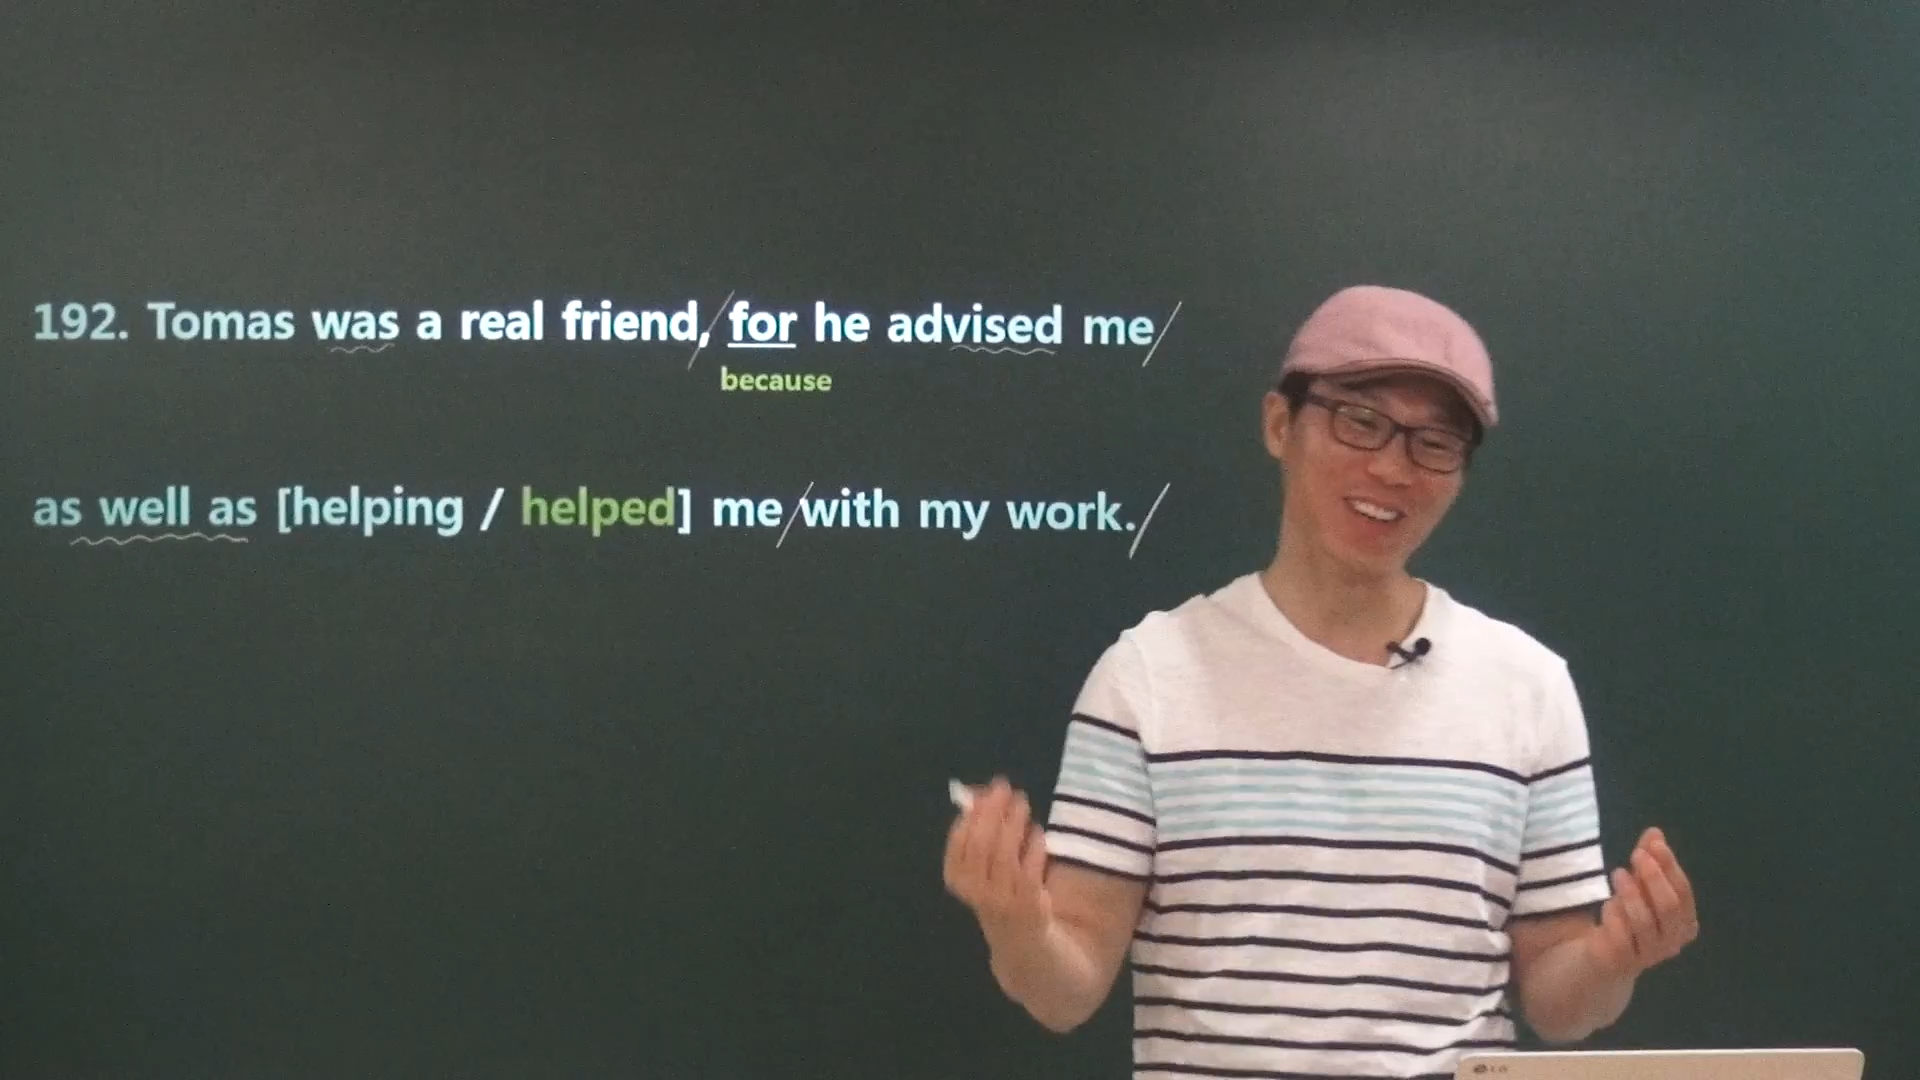 192. Tomas was a real friend, for he advised me
because
as well as [helping / helped] me with my work.
LG